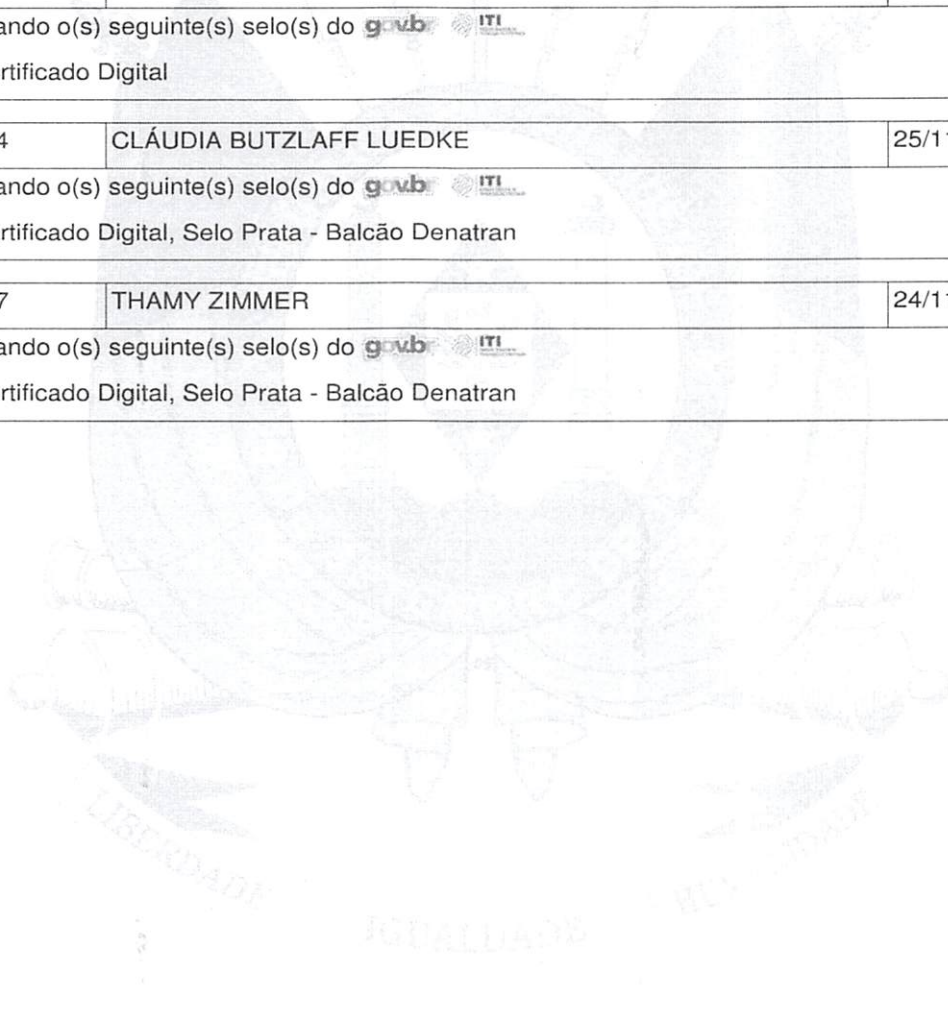 ando o(s) seguinte(s) selo(s) do gov.br ITI
rtificado Digital
4 CLÁUDIA BUTZLAFF LUEDKE 25/1
ando o(s) seguinte(s) selo(s) do gov.br ITI
rtificado Digital, Selo Prata - Balcão Denatran
7 THAMY ZIMMER 24/1
ando o(s) seguinte(s) selo(s) do gov.br ITI
rtificado Digital, Selo Prata - Balcão Denatran
LIBERDADE
IGUALDADE